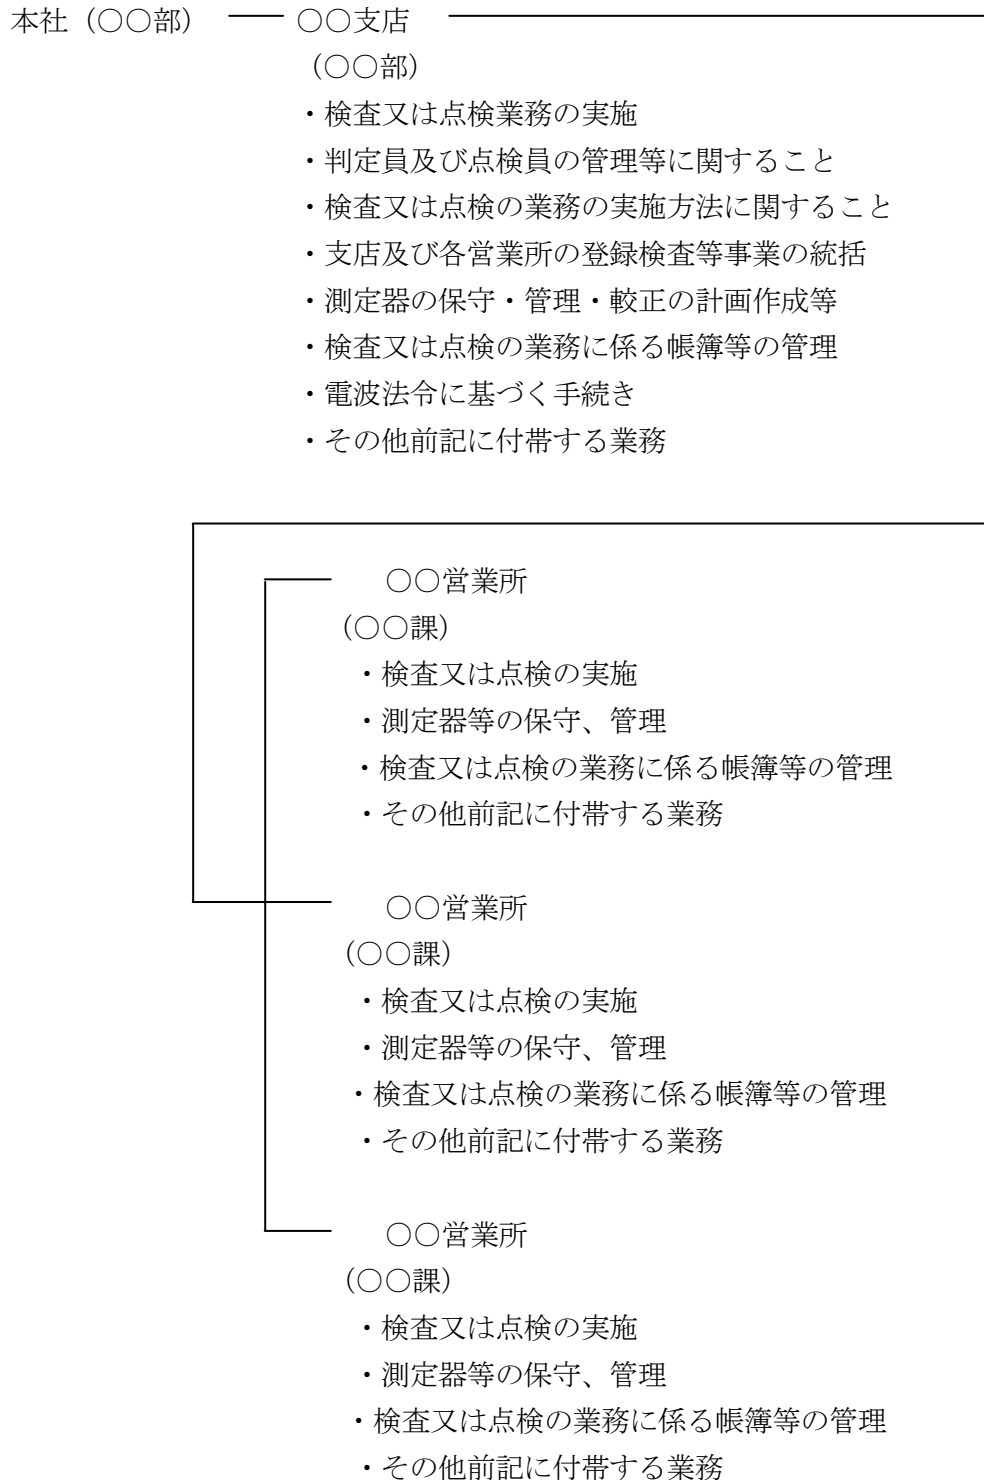 本社（○○部） ○○支店
（○○部）
・検査又は点検業務の実施
・判定員及び点検員の管理等に関すること
・検査又は点検の業務の実施方法に関すること
・支店及び各営業所の登録検査等事業の統括
・測定器の保守・管理・較正の計画作成等
・検査又は点検の業務に係る帳簿等の管理
・電波法令に基づく手続き
・その他前記に付帯する業務
○○営業所
（○○課）
・検査又は点検の実施
・測定器等の保守、管理
・検査又は点検の業務に係る帳簿等の管理
・その他前記に付帯する業務
○○営業所
（○○課）
・検査又は点検の実施
・測定器等の保守、管理
・検査又は点検の業務に係る帳簿等の管理
・その他前記に付帯する業務
○○営業所
（○○課）
・検査又は点検の実施
・測定器等の保守、管理
・検査又は点検の業務に係る帳簿等の管理
・その他前記に付帯する業務